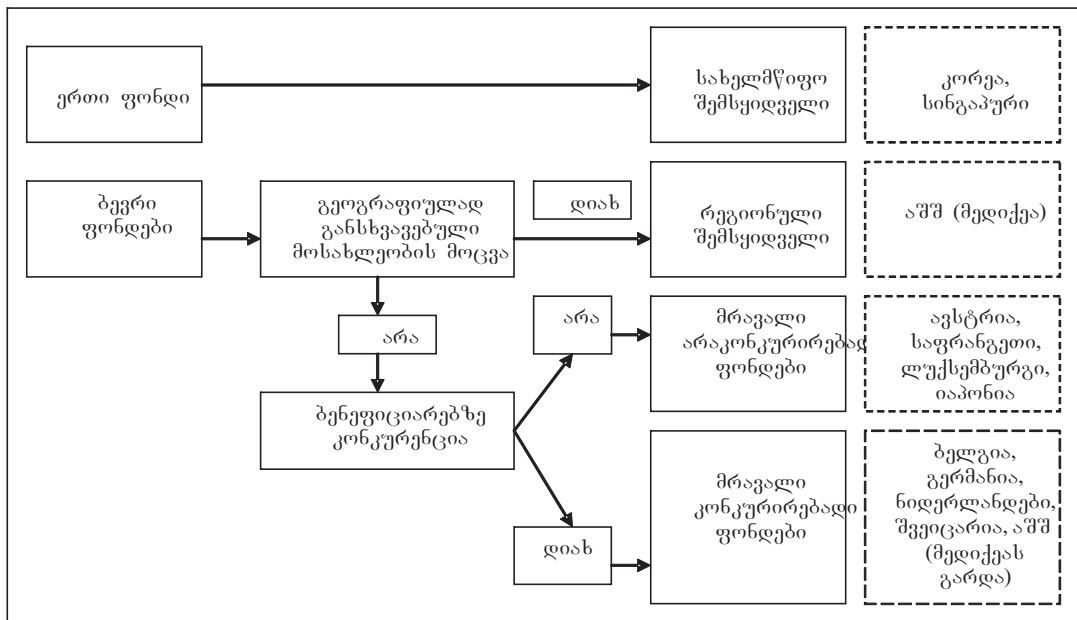 ერთი ფონდი
სახელმწიფო
შემსყიდველი
კორეა,
სინგაპური
ბევრი
ფონდები
გეოგრაფიულად
განსხვავებული
მოსახლეობის მოცვა
დიახ
რეგიონული
შემსყიდველი
აშშ (მედიქეა)
არა
არა
მრავალი
არაკონკურირებად
ფონდები
ავსტრია,
საფრანგეთი,
ლუქსემბურგი,
იაპონია
ბენეფიციარებზე
კონკურენცია
დიახ
მრავალი
კონკურირებადი
ფონდები
ბელგია,
გერმანია,
ნიდერლანდები,
შვეიცარია, აშშ
(მედიქეას
გარდა)